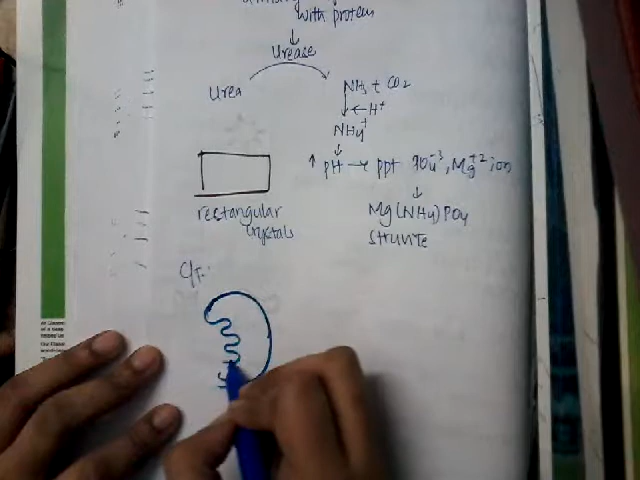 with protein
↓
Urease
Urea
NH3 + CO2
← H+
NH4+
↓
↑ pH → ppt PO4-3, Mg+2 ion
↓
Mg(NH4)PO4
rectangular
crystals
struvite
C/F: